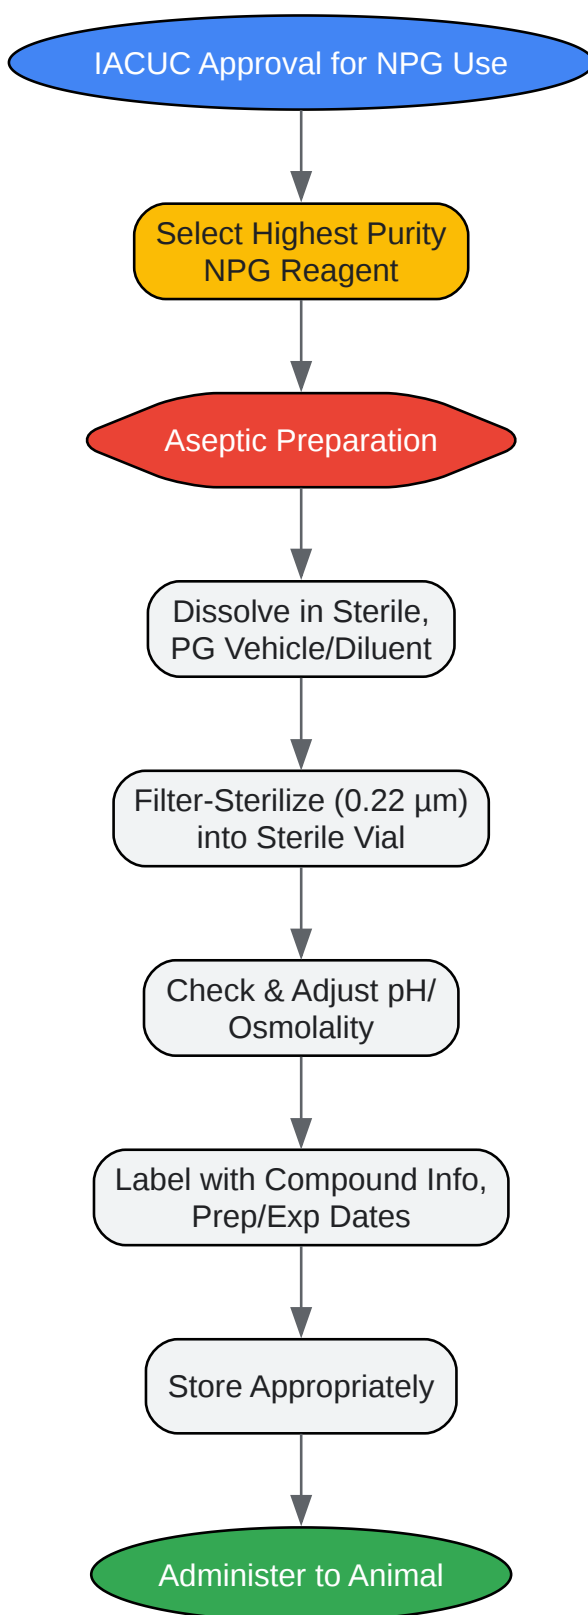 IACUC Approval for NPG Use
Select Highest Purity
NPG Reagent
Aseptic Preparation
Dissolve in Sterile,
PG Vehicle/Diluent
Filter-Sterilize (0.22 µm)
into Sterile Vial
Check & Adjust pH/
Osmolality
Label with Compound Info,
Prep/Exp Dates
Store Appropriately
Administer to Animal